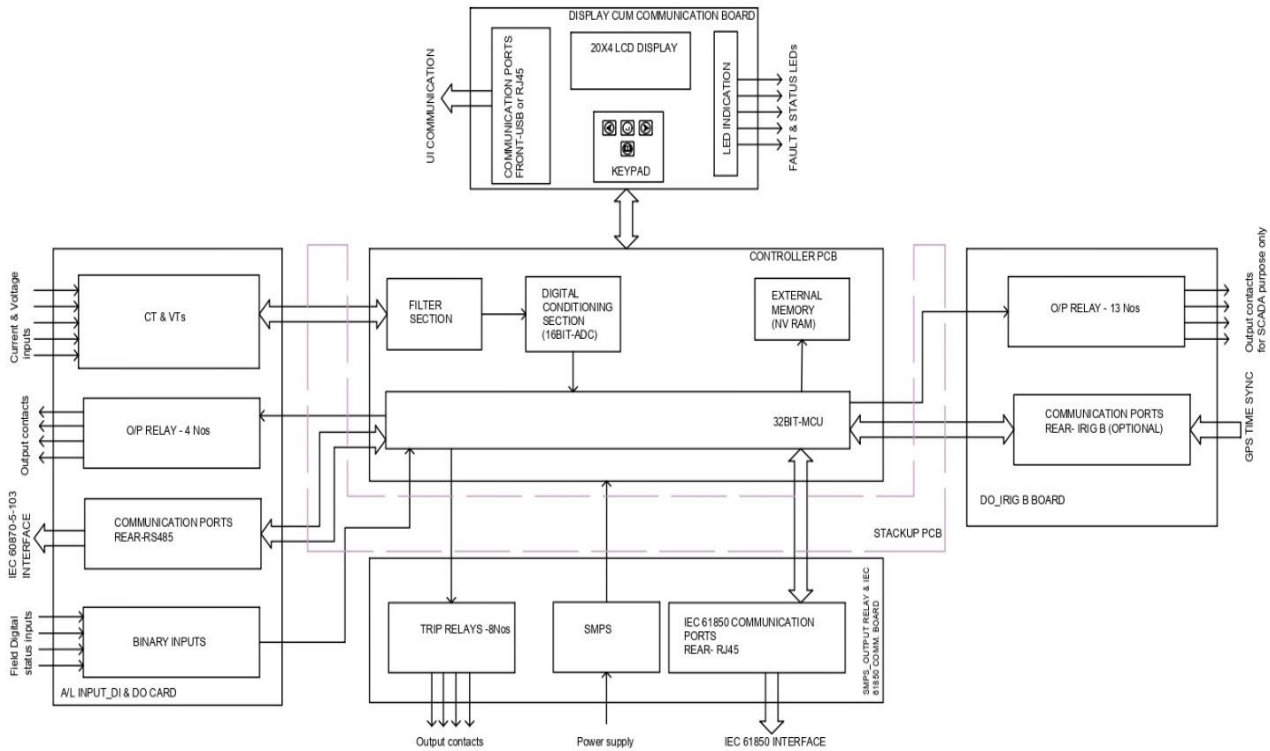 DISPLAY CUM COMMUNICATION BOARD
UI COMMUNICATION
COMMUNICATION PORTS
FRONT-USB or RJ45
20X4 LCD DISPLAY
KEYPAD
LED INDICATION
FAULT & STATUS LEDs
Current & Voltage
inputs
CT & VTs
Output contacts
O/P RELAY - 4 Nos
IEC 60870-5-103
INTERFACE
COMMUNICATION PORTS
REAR-RS485
Field Digital
status inputs
BINARY INPUTS
A/L INPUT_DI & DO CARD
CONTROLLER PCB
FILTER
SECTION
DIGITAL
CONDITIONING
SECTION
(16BIT-ADC)
EXTERNAL
MEMORY
(NV RAM)
32BIT-MCU
STACKUP PCB
O/P RELAY - 13 Nos
Output contacts
for SCADA purpose only
COMMUNICATION PORTS
REAR- IRIG B (OPTIONAL)
GPS TIME SYNC
DO_IRIG B BOARD
TRIP RELAYS -8Nos
SMPS
IEC 61850 COMMUNICATION
PORTS
REAR- RJ45
SMPS_OUTPUT RELAY & IEC
61850 COMM. BOARD
Output contacts
Power supply
IEC 61850 INTERFACE